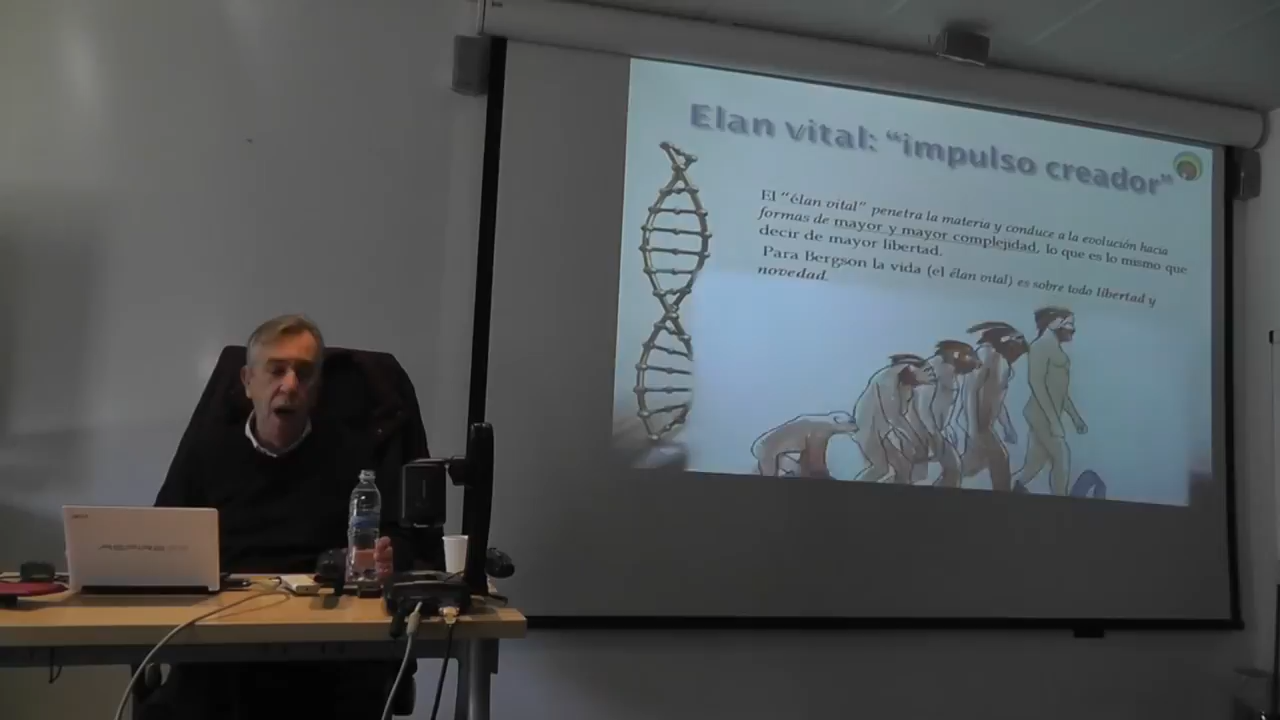 Elan vital: “impulso creador”
El “élan vital” penetra la materia y conduce a la evolución hacia
formas de mayor y mayor complejidad, lo que es lo mismo que
decir de mayor libertad.
Para Bergson la vida (el élan vital) es sobre todo libertad y
novedad.
acer
ASPIRE